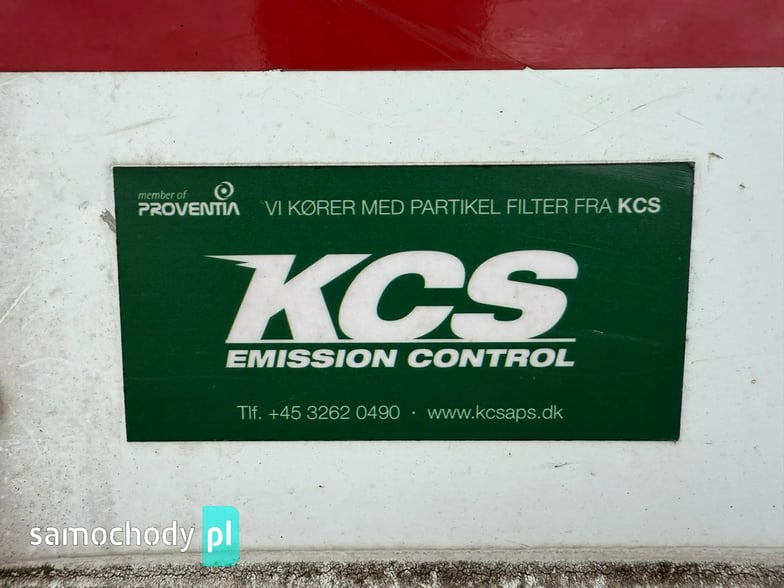 member of
PROVENTIA
VI KØRER MED PARTIKEL FILTER FRA KCS
KCS
EMISSION CONTROL
Tlf. +45 3262 0490 · www.kcsaps.dk
samochody pl